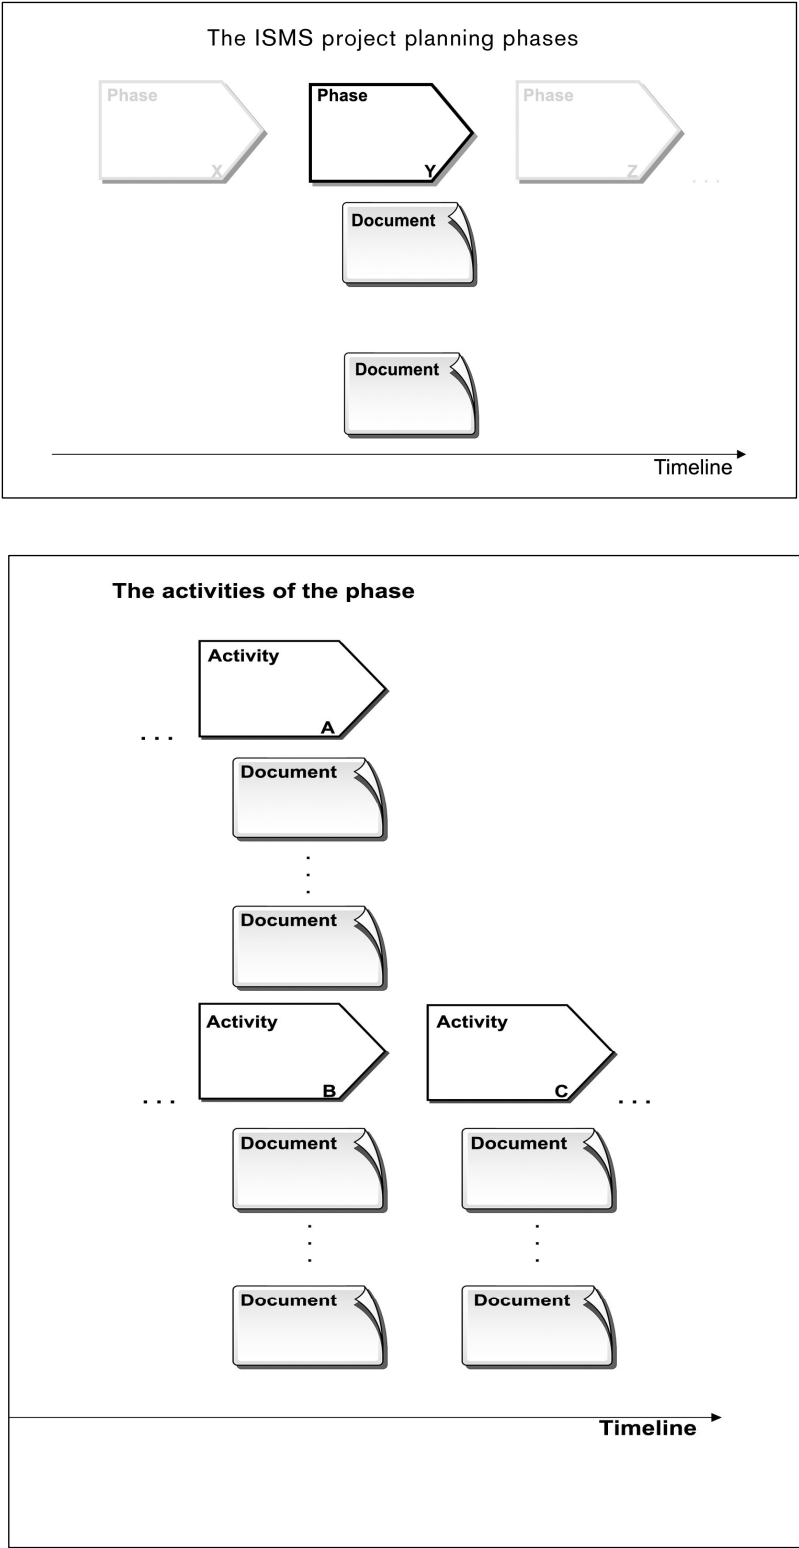 The ISMS project planning phases
Phase Phase Phase
X Y Z
. . .
Document
Document
Timeline
The activities of the phase
Activity
A
. . .
Document
.
.
.
Document
Activity Activity
B C
. . . . . .
Document Document
. .
. .
. .
Document Document
Timeline